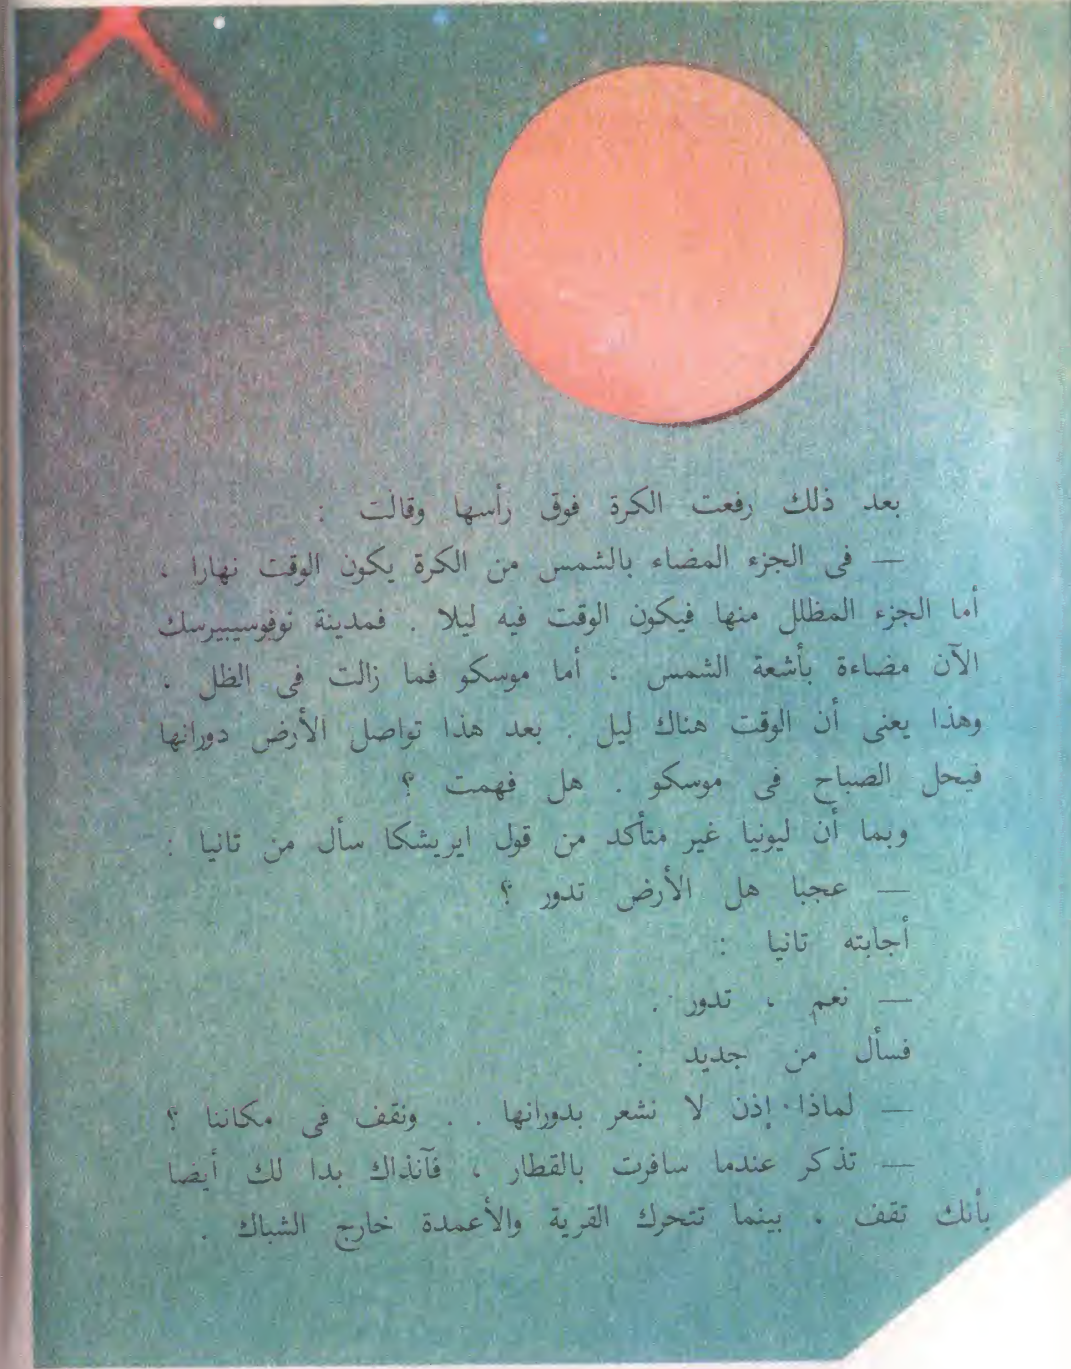 بعد ذلك رفعت الكرة فوق رأسها وقالت :
— فى الجزء المضاء بالشمس من الكرة يكون الوقت نهارا ،
أما الجزء المظلل منها فيكون الوقت فيه ليلا . فمدينة نوفوسيبيرسك
الآن مضاءة بأشعة الشمس ، أما موسكو فما زالت فى الظل ،
وهذا يعنى أن الوقت هناك ليل . بعد هذا تواصل الأرض دورانها
فيحل الصباح فى موسكو . هل فهمت ؟
وبما أن ليونيا غير متأكد من قول ايريشكا سأل من تانيا :
— عجبا هل الأرض تدور ؟
أجابته تانيا :
— نعم ، تدور .
فسأل من جديد :
— لماذا إذن لا نشعر بدورانها . . ونقف فى مكاننا ؟
— تذكر عندما سافرت بالقطار ، فآنذاك بدا لك أيضا
بأنك تقف ، بينما تتحرك القرية والأعمدة خارج الشباك .